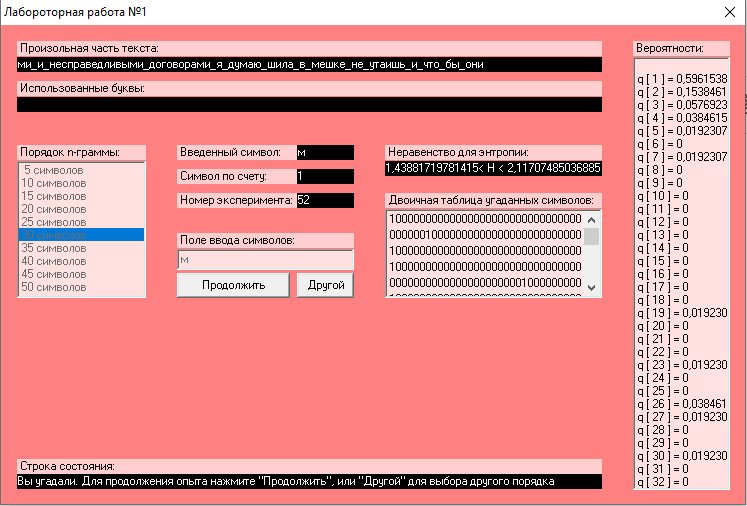 Лабороторная работа №1
Произольная часть текста:
ми_и_несправедливыми_договорами_я_думаю_шила_в_мешке_не_утаишь_и_что_бы_они
Использованные буквы:
Порядок n-граммы:
5 символов
10 символов
15 символов
20 символов
25 символов
30 символов
35 символов
40 символов
45 символов
50 символов
Введенный символ: м
Символ по счету: 1
Номер эксперимента: 52
Поле ввода символов:
м
Продолжить Другой
Неравенство для энтропии:
1,43881719781415< H < 2,11707485036885
Двоичная таблица угаданных символов:
10000000000000000000000000000000
00000010000000000000000000000000
10000000000000000000000000000000
10000000000000000000000000000000
00000000000000000000001000000000
Вероятности:
q [ 1 ] = 0,5961538
q [ 2 ] = 0,1538461
q [ 3 ] = 0,0576923
q [ 4 ] = 0,0384615
q [ 5 ] = 0,0192307
q [ 6 ] = 0
q [ 7 ] = 0,0192307
q [ 8 ] = 0
q [ 9 ] = 0
q [ 10 ] = 0
q [ 11 ] = 0
q [ 12 ] = 0
q [ 13 ] = 0
q [ 14 ] = 0
q [ 15 ] = 0
q [ 16 ] = 0
q [ 17 ] = 0
q [ 18 ] = 0
q [ 19 ] = 0,019230
q [ 20 ] = 0
q [ 21 ] = 0
q [ 22 ] = 0
q [ 23 ] = 0,019230
q [ 24 ] = 0
q [ 25 ] = 0
q [ 26 ] = 0,038461
q [ 27 ] = 0,019230
q [ 28 ] = 0
q [ 29 ] = 0
q [ 30 ] = 0,019230
q [ 31 ] = 0
q [ 32 ] = 0
Строка состояния:
Вы угадали. Для продолжения опыта нажмите "Продолжить", или "Другой" для выбора другого порядка